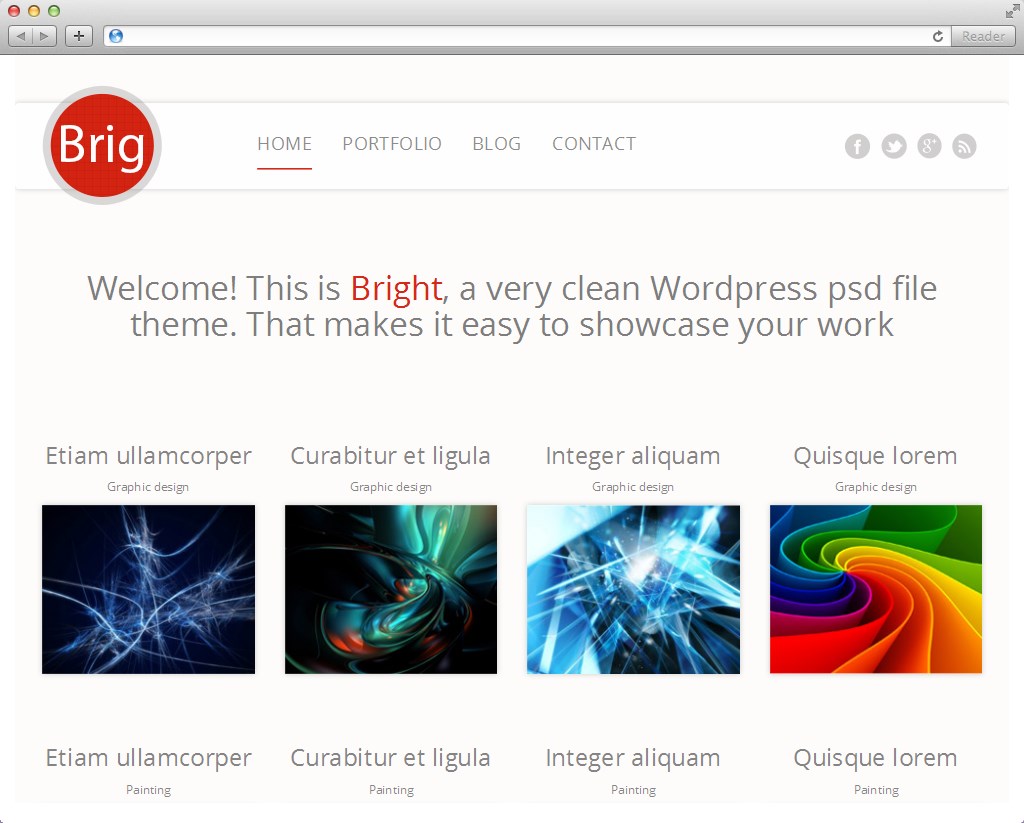 Reader
Brig
HOME PORTFOLIO BLOG CONTACT
Welcome! This is Bright, a very clean Wordpress psd file
theme. That makes it easy to showcase your work
Etiam ullamcorper Curabitur et ligula Integer aliquam Quisque lorem
Graphic design Graphic design Graphic design Graphic design
Etiam ullamcorper Curabitur et ligula Integer aliquam Quisque lorem
Painting Painting Painting Painting